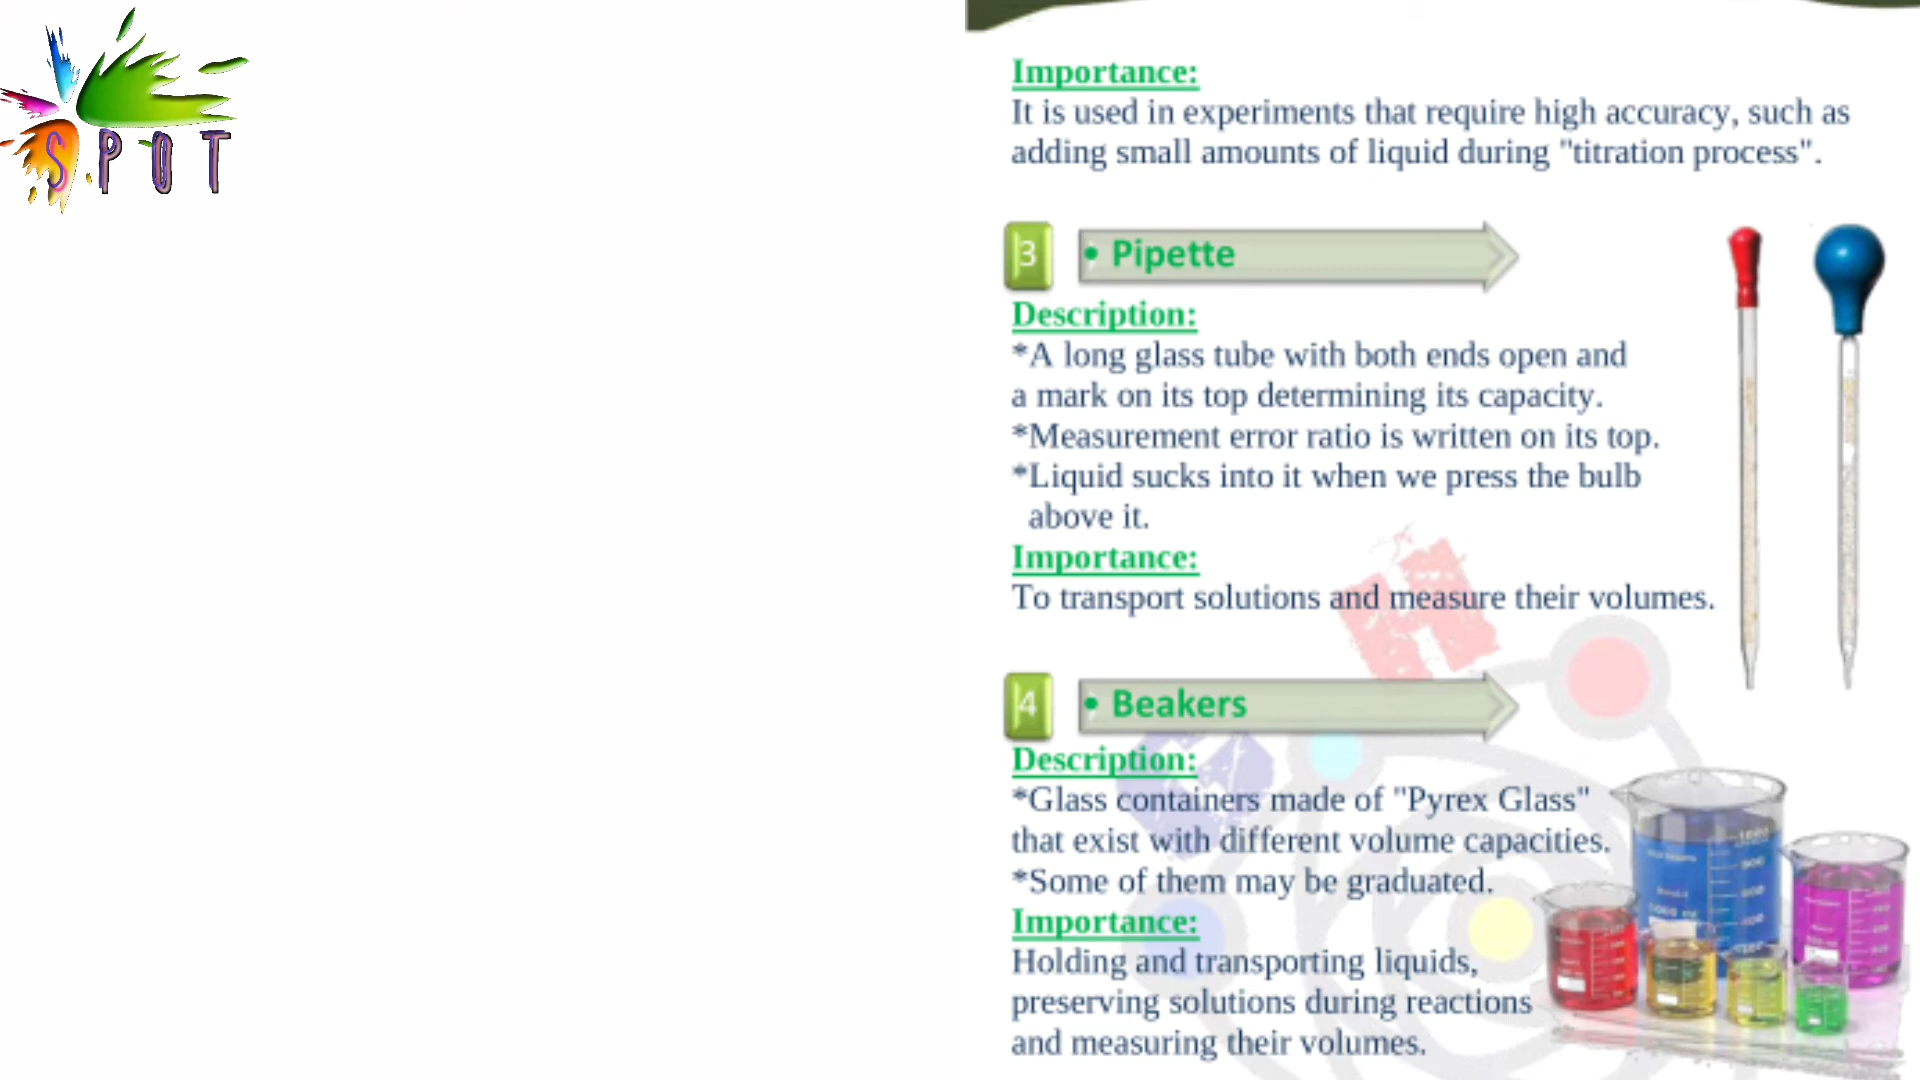 SPOT
Importance:
It is used in experiments that require high accuracy, such as
adding small amounts of liquid during "titration process".
3
• Pipette
Description:
*A long glass tube with both ends open and
a mark on its top determining its capacity.
*Measurement error ratio is written on its top.
*Liquid sucks into it when we press the bulb
above it.
Importance:
To transport solutions and measure their volumes.
4
• Beakers
Description:
*Glass containers made of "Pyrex Glass"
that exist with different volume capacities.
*Some of them may be graduated.
Importance:
Holding and transporting liquids,
preserving solutions during reactions
and measuring their volumes.